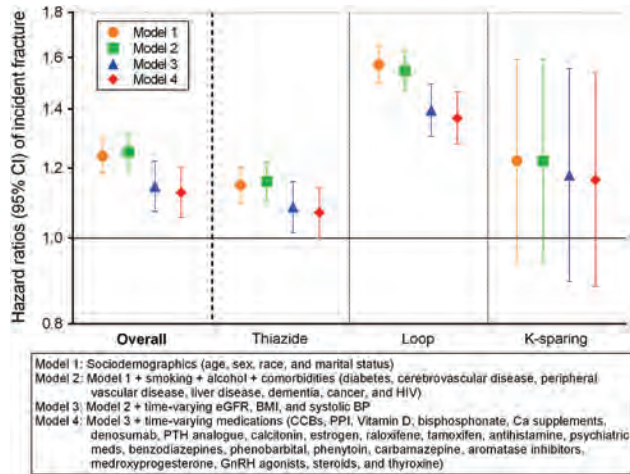 Hazard ratios (95% CI) of incident fracture
1.8
1.6
1.4
1.2
1.0
0.8
Model 1
Model 2
Model 3
Model 4
Overall
Thiazide
Loop
K-sparing
Model 1: Sociodemographics (age, sex, race, and marital status)
Model 2: Model 1 + smoking + alcohol + comorbidities (diabetes, cerebrovascular disease, peripheral
vascular disease, liver disease, dementia, cancer, and HIV)
Model 3: Model 2 + time-varying eGFR, BMI, and systolic BP
Model 4: Model 3 + time-varying medications (CCBs, PPI, Vitamin D, bisphosphonate, Ca supplements,
denosumab, PTH analogue, calcitonin, estrogen, raloxifene, tamoxifen, antihistamine, psychiatric
meds, benzodiazepines, phenobarbital, phenytoin, carbamazepine, aromatase inhibitors,
medroxyprogesterone, GnRH agonists, steroids, and thyroxine)